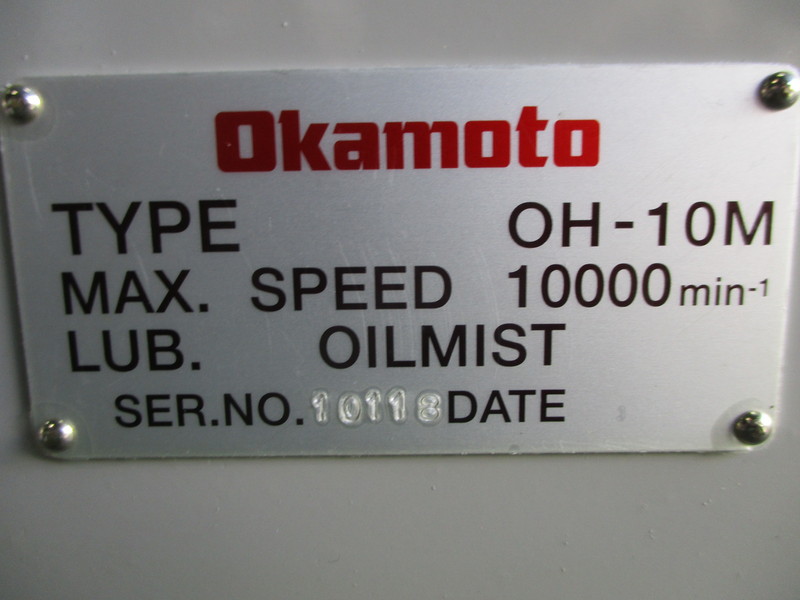 Okamoto
TYPE OH-10M
MAX. SPEED 10000 min⁻¹
LUB. OILMIST
SER.NO. 10118 DATE